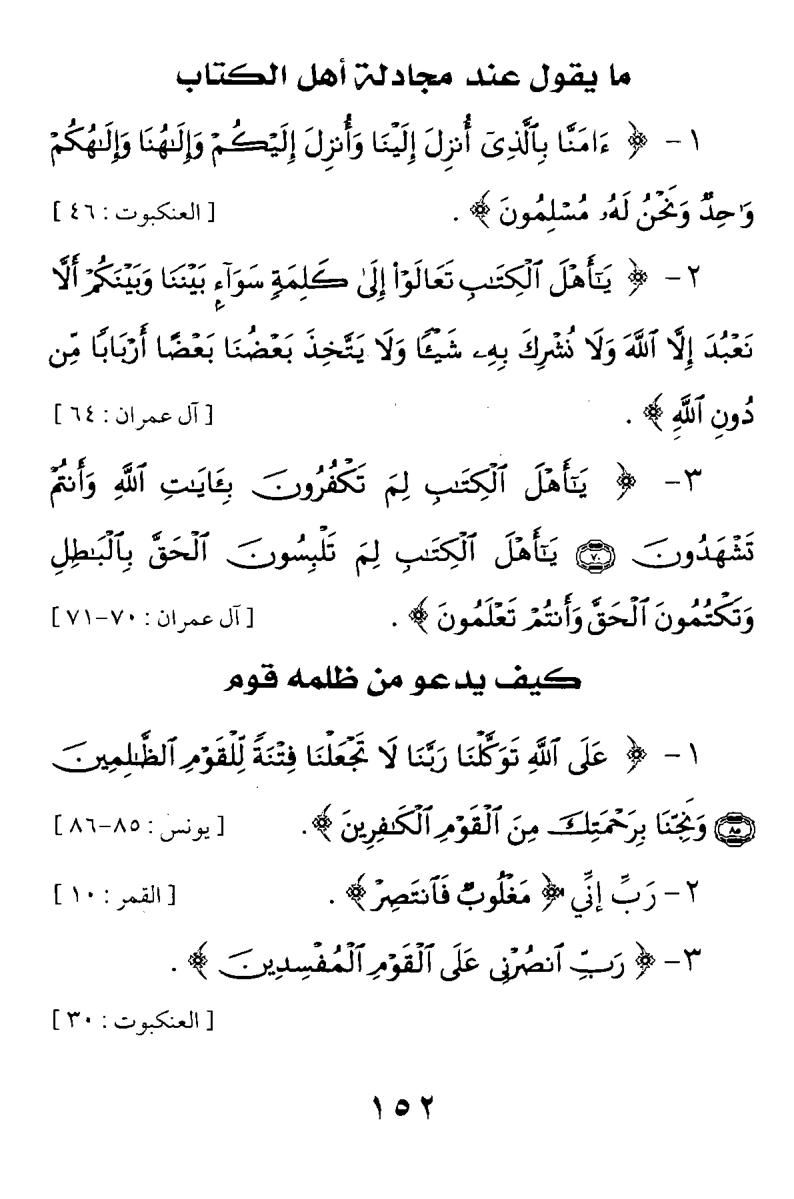 ما يقول عند مجادلة أهل الكتاب
١- ﴿ ءَامَنَّا بِٱلَّذِىٓ أُنزِلَ إِلَيْنَا وَأُنزِلَ إِلَيْكُمْ وَإِلَـٰهُنَا وَإِلَـٰهُكُمْ
وَٰحِدٌ وَنَحْنُ لَهُۥ مُسْلِمُونَ ﴾ . [ العنكبوت : ٤٦ ]
٢- ﴿ يَـٰٓأَهْلَ ٱلْكِتَـٰبِ تَعَالَوْا۟ إِلَىٰ كَلِمَةٍ سَوَآءٍۭ بَيْنَنَا وَبَيْنَكُمْ أَلَّا
نَعْبُدَ إِلَّا ٱللَّهَ وَلَا نُشْرِكَ بِهِۦ شَيْـًٔا وَلَا يَتَّخِذَ بَعْضُنَا بَعْضًا أَرْبَابًا مِّن
دُونِ ٱللَّهِ ﴾ . [ آل عمران : ٦٤ ]
٣- ﴿ يَـٰٓأَهْلَ ٱلْكِتَـٰبِ لِمَ تَكْفُرُونَ بِـَٔايَـٰتِ ٱللَّهِ وَأَنتُمْ
تَشْهَدُونَ ٧٠ يَـٰٓأَهْلَ ٱلْكِتَـٰبِ لِمَ تَلْبِسُونَ ٱلْحَقَّ بِٱلْبَـٰطِلِ
وَتَكْتُمُونَ ٱلْحَقَّ وَأَنتُمْ تَعْلَمُونَ ﴾ . [ آل عمران : ٧٠-٧١ ]
كيف يدعو من ظلمه قوم
١- ﴿ عَلَى ٱللَّهِ تَوَكَّلْنَا رَبَّنَا لَا تَجْعَلْنَا فِتْنَةً لِّلْقَوْمِ ٱلظَّـٰلِمِينَ
٨٥ وَنَجِّنَا بِرَحْمَتِكَ مِنَ ٱلْقَوْمِ ٱلْكَـٰفِرِينَ ﴾ . [ يونس : ٨٥-٨٦ ]
٢- رَبِّ إنِّي ﴿ مَغْلُوبٌ فَٱنتَصِرْ ﴾ . [ القمر : ١٠ ]
٣- ﴿ رَبِّ ٱنصُرْنِى عَلَى ٱلْقَوْمِ ٱلْمُفْسِدِينَ ﴾ .
[ العنكبوت : ٣٠ ]
١٥٢